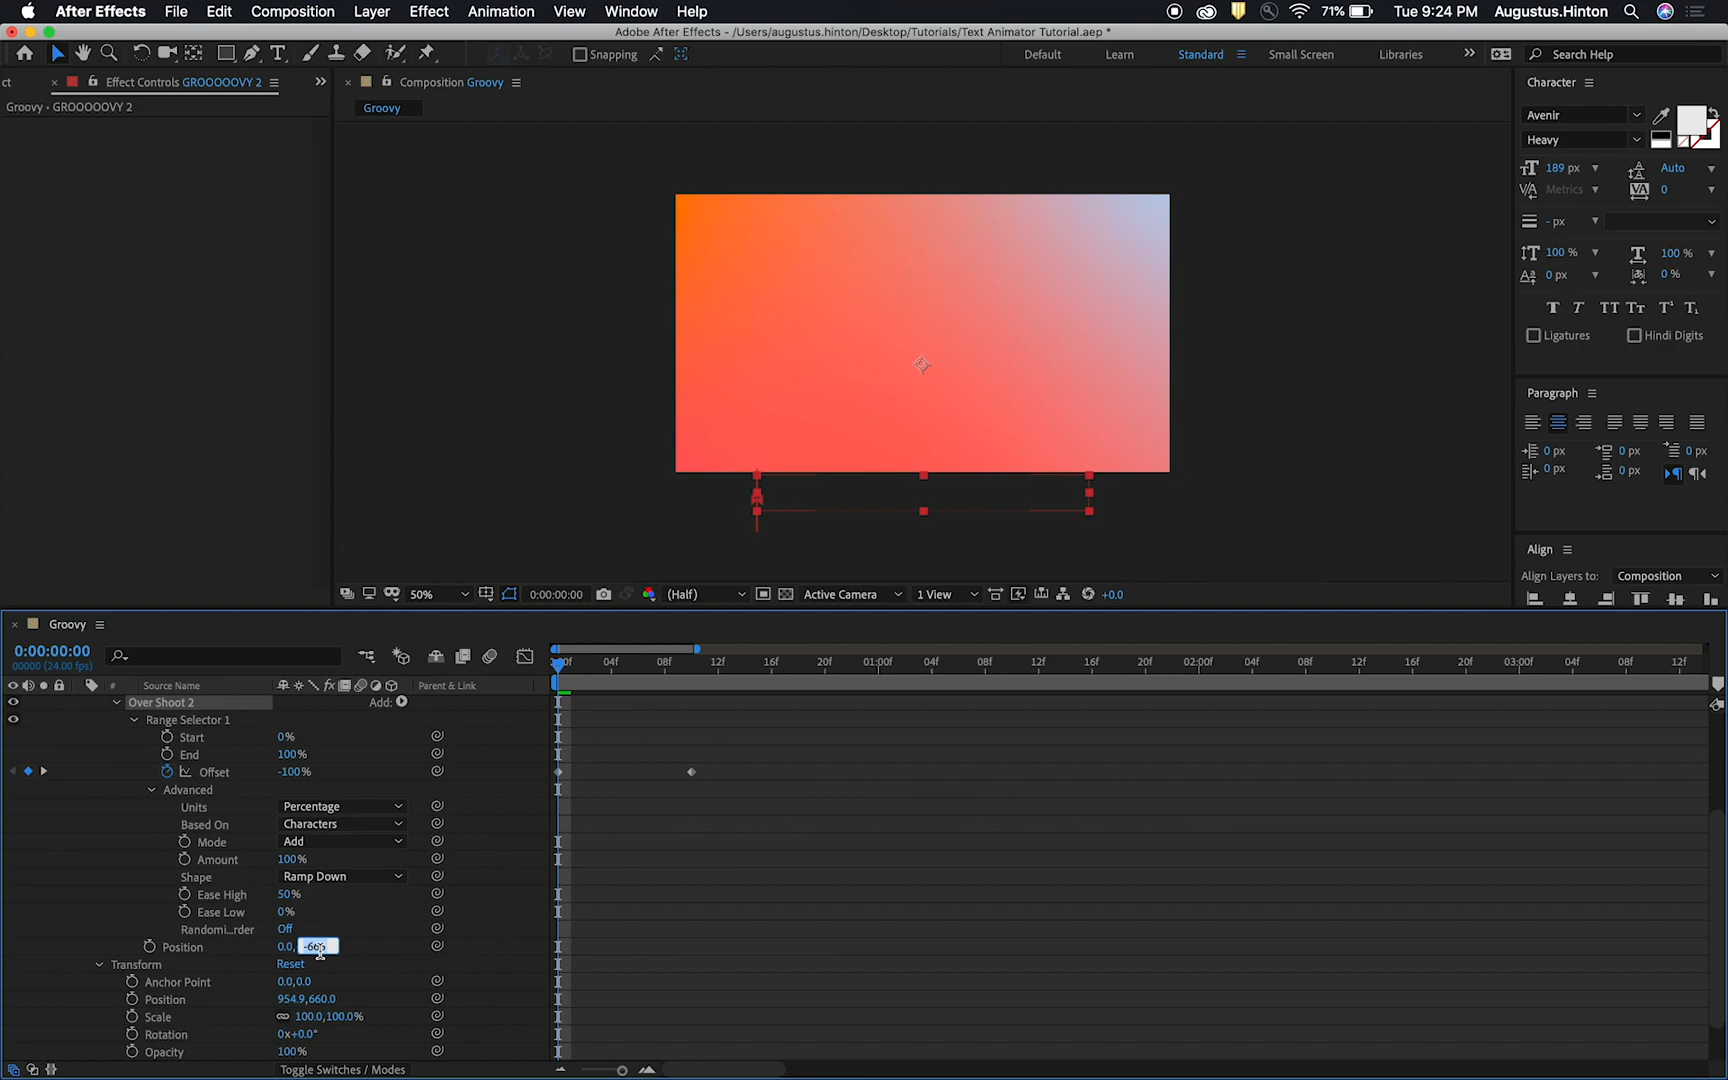 After Effects File Edit Composition Layer Effect Animation View Window Help 71% Tue 9:24 PM Augustus.Hinton
Adobe After Effects - /Users/augustus.hinton/Desktop/Tutorials/Text Animator Tutorial.aep *
Snapping Default Learn Standard Small Screen Libraries Search Help
ct Effect Controls GROOOOOVY 2 Composition Groovy Character
Groovy • GROOOOOVY 2
Groovy
Avenir
Heavy
189 px Auto
Metrics 0
- px
100 % 100 %
0 px 0 %
Ligatures Hindi Digits
Paragraph
0 px 0 px 0 px
0 px 0 px
Align
Align Layers to: Composition
50% 0:00:00:00 (Half) Active Camera 1 View +0.0
Groovy
0:00:00:00
00000 (24.00 fps)
04f 08f 12f 16f 20f 01:00f 04f 08f 12f 16f 20f 02:00f 04f 08f 12f 16f 20f 03:00f 04f 08f 12f
# Source Name Parent & Link
Over Shoot 2 Add:
Range Selector 1
Start 0%
End 100%
Offset -100%
Advanced
Units Percentage
Based On Characters
Mode Add
Amount 100%
Shape Ramp Down
Ease High 50%
Ease Low 0%
Randomi...rder Off
Position 0.0,
Transform Reset
Anchor Point 0.0,0.0
Position 954.9,660.0
Scale 100.0,100.0%
Rotation 0x+0.0°
Opacity 100%
Toggle Switches / Modes